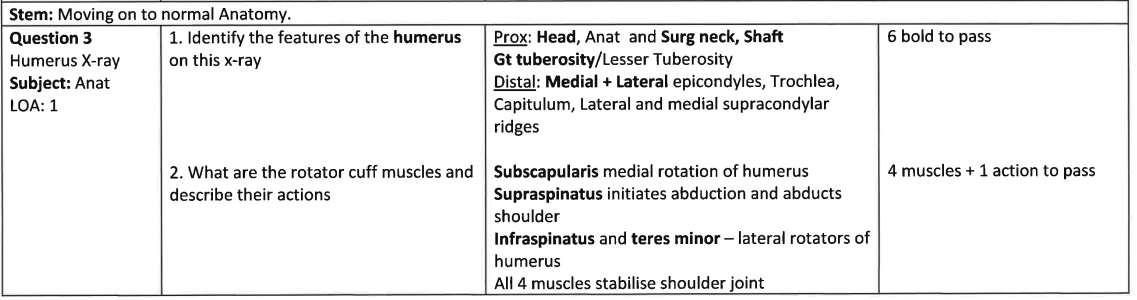 Stem: Moving on to normal Anatomy.
Question 3
Humerus X-ray
Subject: Anat
LOA: 1
1. Identify the features of the humerus
on this x-ray
Prox: Head, Anat and Surg neck, Shaft
Gt tuberosity/Lesser Tuberosity
Distal: Medial + Lateral epicondyles, Trochlea,
Capitulum, Lateral and medial supracondylar
ridges
6 bold to pass
2. What are the rotator cuff muscles and
describe their actions
Subscapularis medial rotation of humerus
Supraspinatus initiates abduction and abducts
shoulder
Infraspinatus and teres minor – lateral rotators of
humerus
All 4 muscles stabilise shoulder joint
4 muscles + 1 action to pass